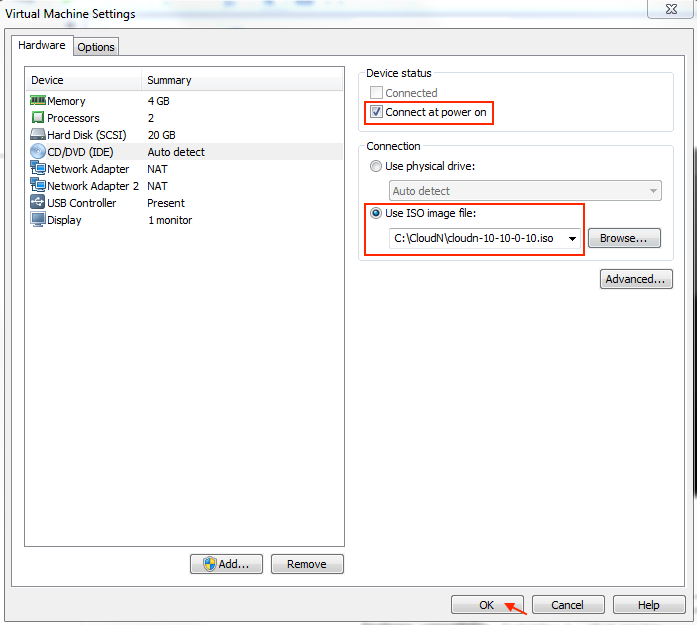 Virtual Machine Settings
Hardware
Options
Device Summary
Memory 4 GB
Processors 2
Hard Disk (SCSI) 20 GB
CD/DVD (IDE) Auto detect
Network Adapter NAT
Network Adapter 2 NAT
USB Controller Present
Display 1 monitor
Add...
Remove
Device status
Connected
Connect at power on
Connection
Use physical drive:
Auto detect
Use ISO image file:
C:\CloudN\cloudn-10-10-0-10.iso
Browse...
Advanced...
OK
Cancel
Help